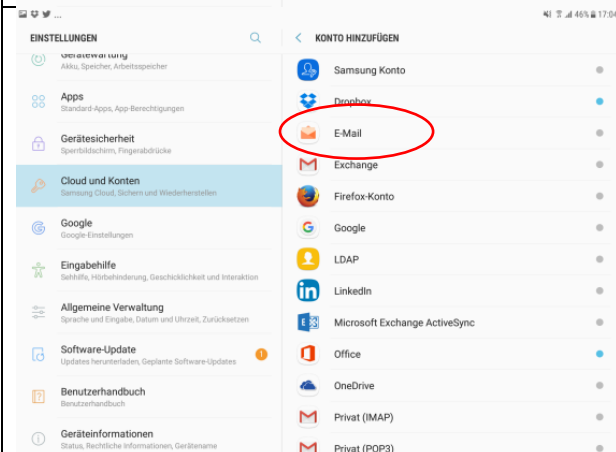 46% 17:04
EINSTELLUNGEN
Gerätewartung
Akku, Speicher, Arbeitsspeicher
Apps
Standard-Apps, App-Berechtigungen
Gerätesicherheit
Sperrbildschirm, Fingerabdrücke
Cloud und Konten
Samsung Cloud, Sichern und Wiederherstellen
Google
Google-Einstellungen
Eingabehilfe
Sehhilfe, Hörbehinderung, Geschicklichkeit und Interaktion
Allgemeine Verwaltung
Sprache und Eingabe, Datum und Uhrzeit, Zurücksetzen
Software-Update
Updates herunterladen, Geplante Software-Updates
1
Benutzerhandbuch
Benutzerhandbuch
Geräteinformationen
Status, Rechtliche Informationen, Gerätename
KONTO HINZUFÜGEN
Samsung Konto
Dropbox
E-Mail
Exchange
Firefox-Konto
Google
LDAP
LinkedIn
Microsoft Exchange ActiveSync
Office
OneDrive
Privat (IMAP)
Privat (POP3)